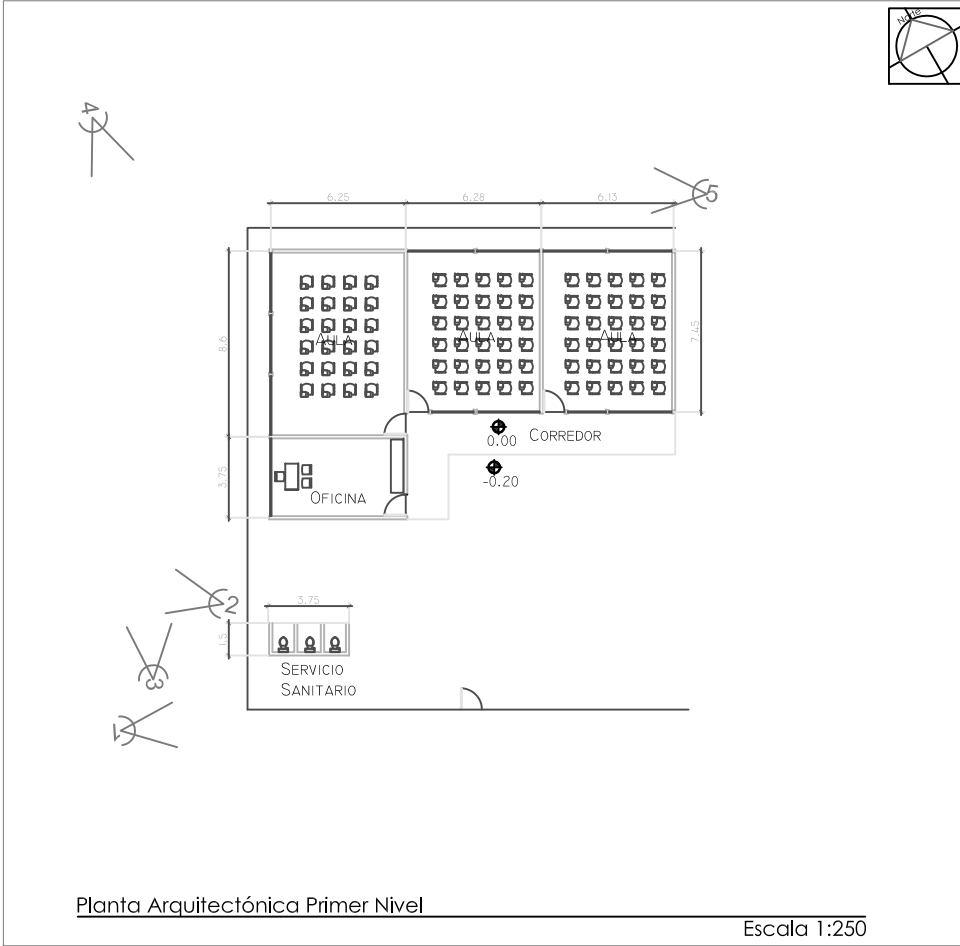 Norte
4
5
6.25
6.28
6.13
8.6
7.45
AULA
AULA
AULA
0.00
CORREDOR
-0.20
3.75
OFICINA
2
3.75
1.5
3
SERVICIO
SANITARIO
1
Planta Arquitectónica Primer Nivel
Escala 1:250